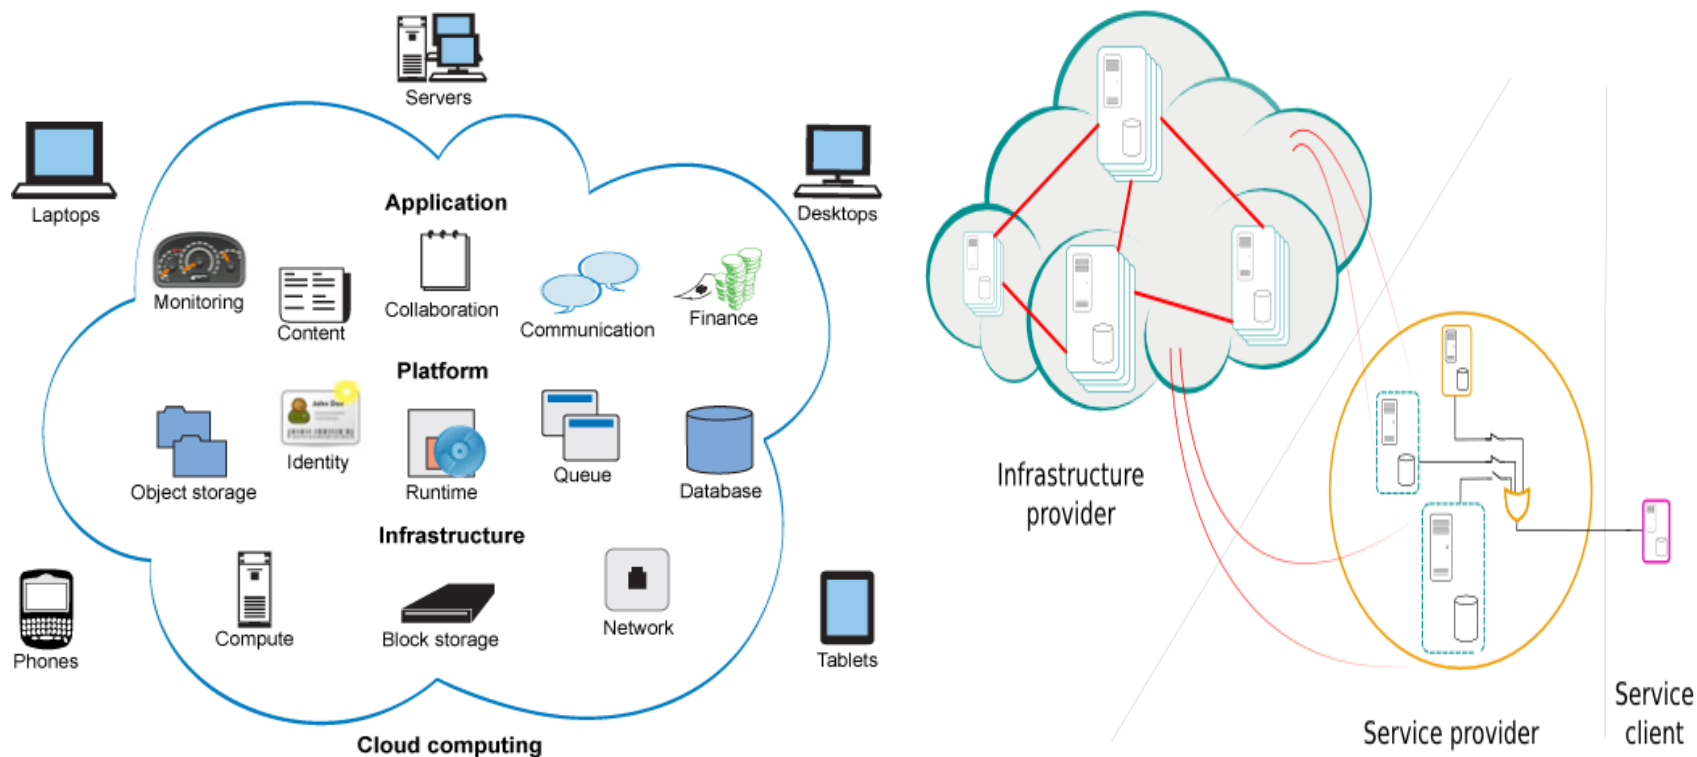 Servers
Laptops
Desktops
Application
Monitoring
Content
Collaboration
Communication
Finance
Platform
Object storage
Identity
Runtime
Queue
Database
Infrastructure
Compute
Block storage
Network
Phones
Tablets
Cloud computing
Infrastructure
provider
Service provider
Service
client